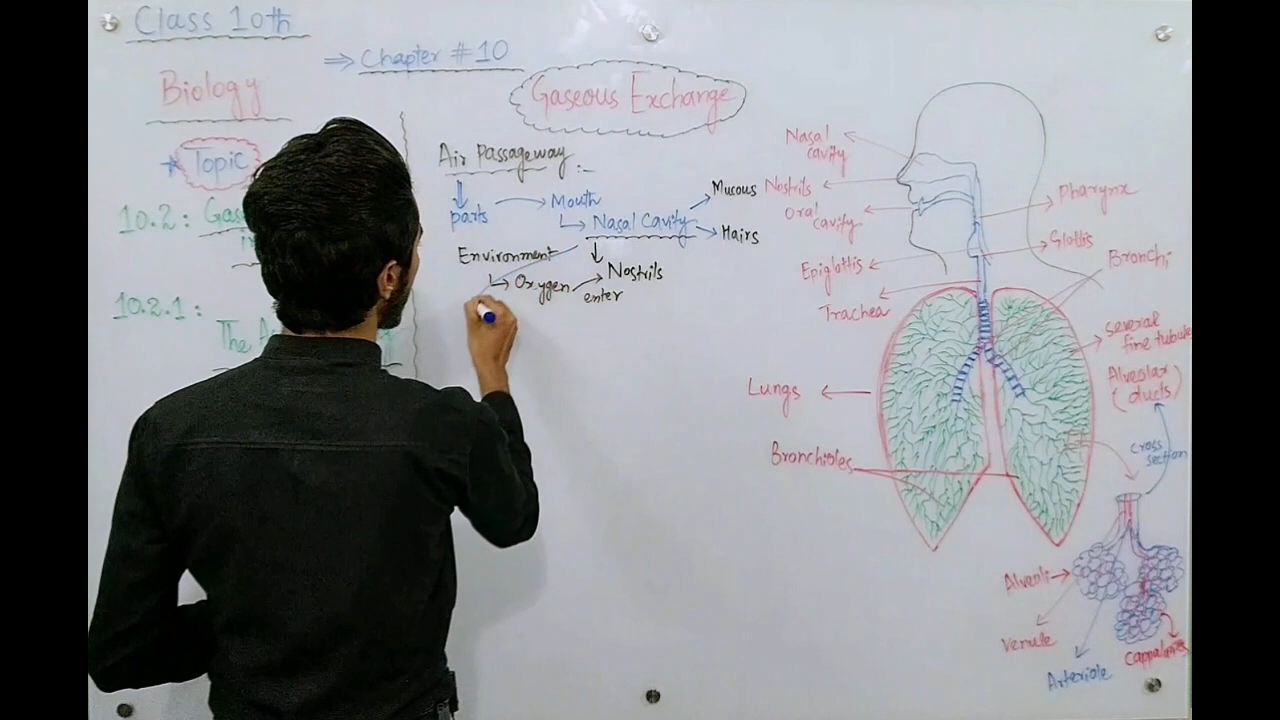 Class 10th
⇒ Chapter # 10
Biology
Gaseous Exchange
Topic
10.2:
10.2.1:
The
Air Passageway :-
parts
Mouth
Nasal Cavity
Mucous
Hairs
Environment
Oxygen
enter
Nostrils
Nasal
cavity
Nostrils
Oral
cavity
Epiglottis
Trachea
Pharynx
Glottis
Bronchi
several
fine tubules
Alveolar
(ducts)
Lungs
Bronchioles
cross
section
Alveoli
Venule
Arteriole